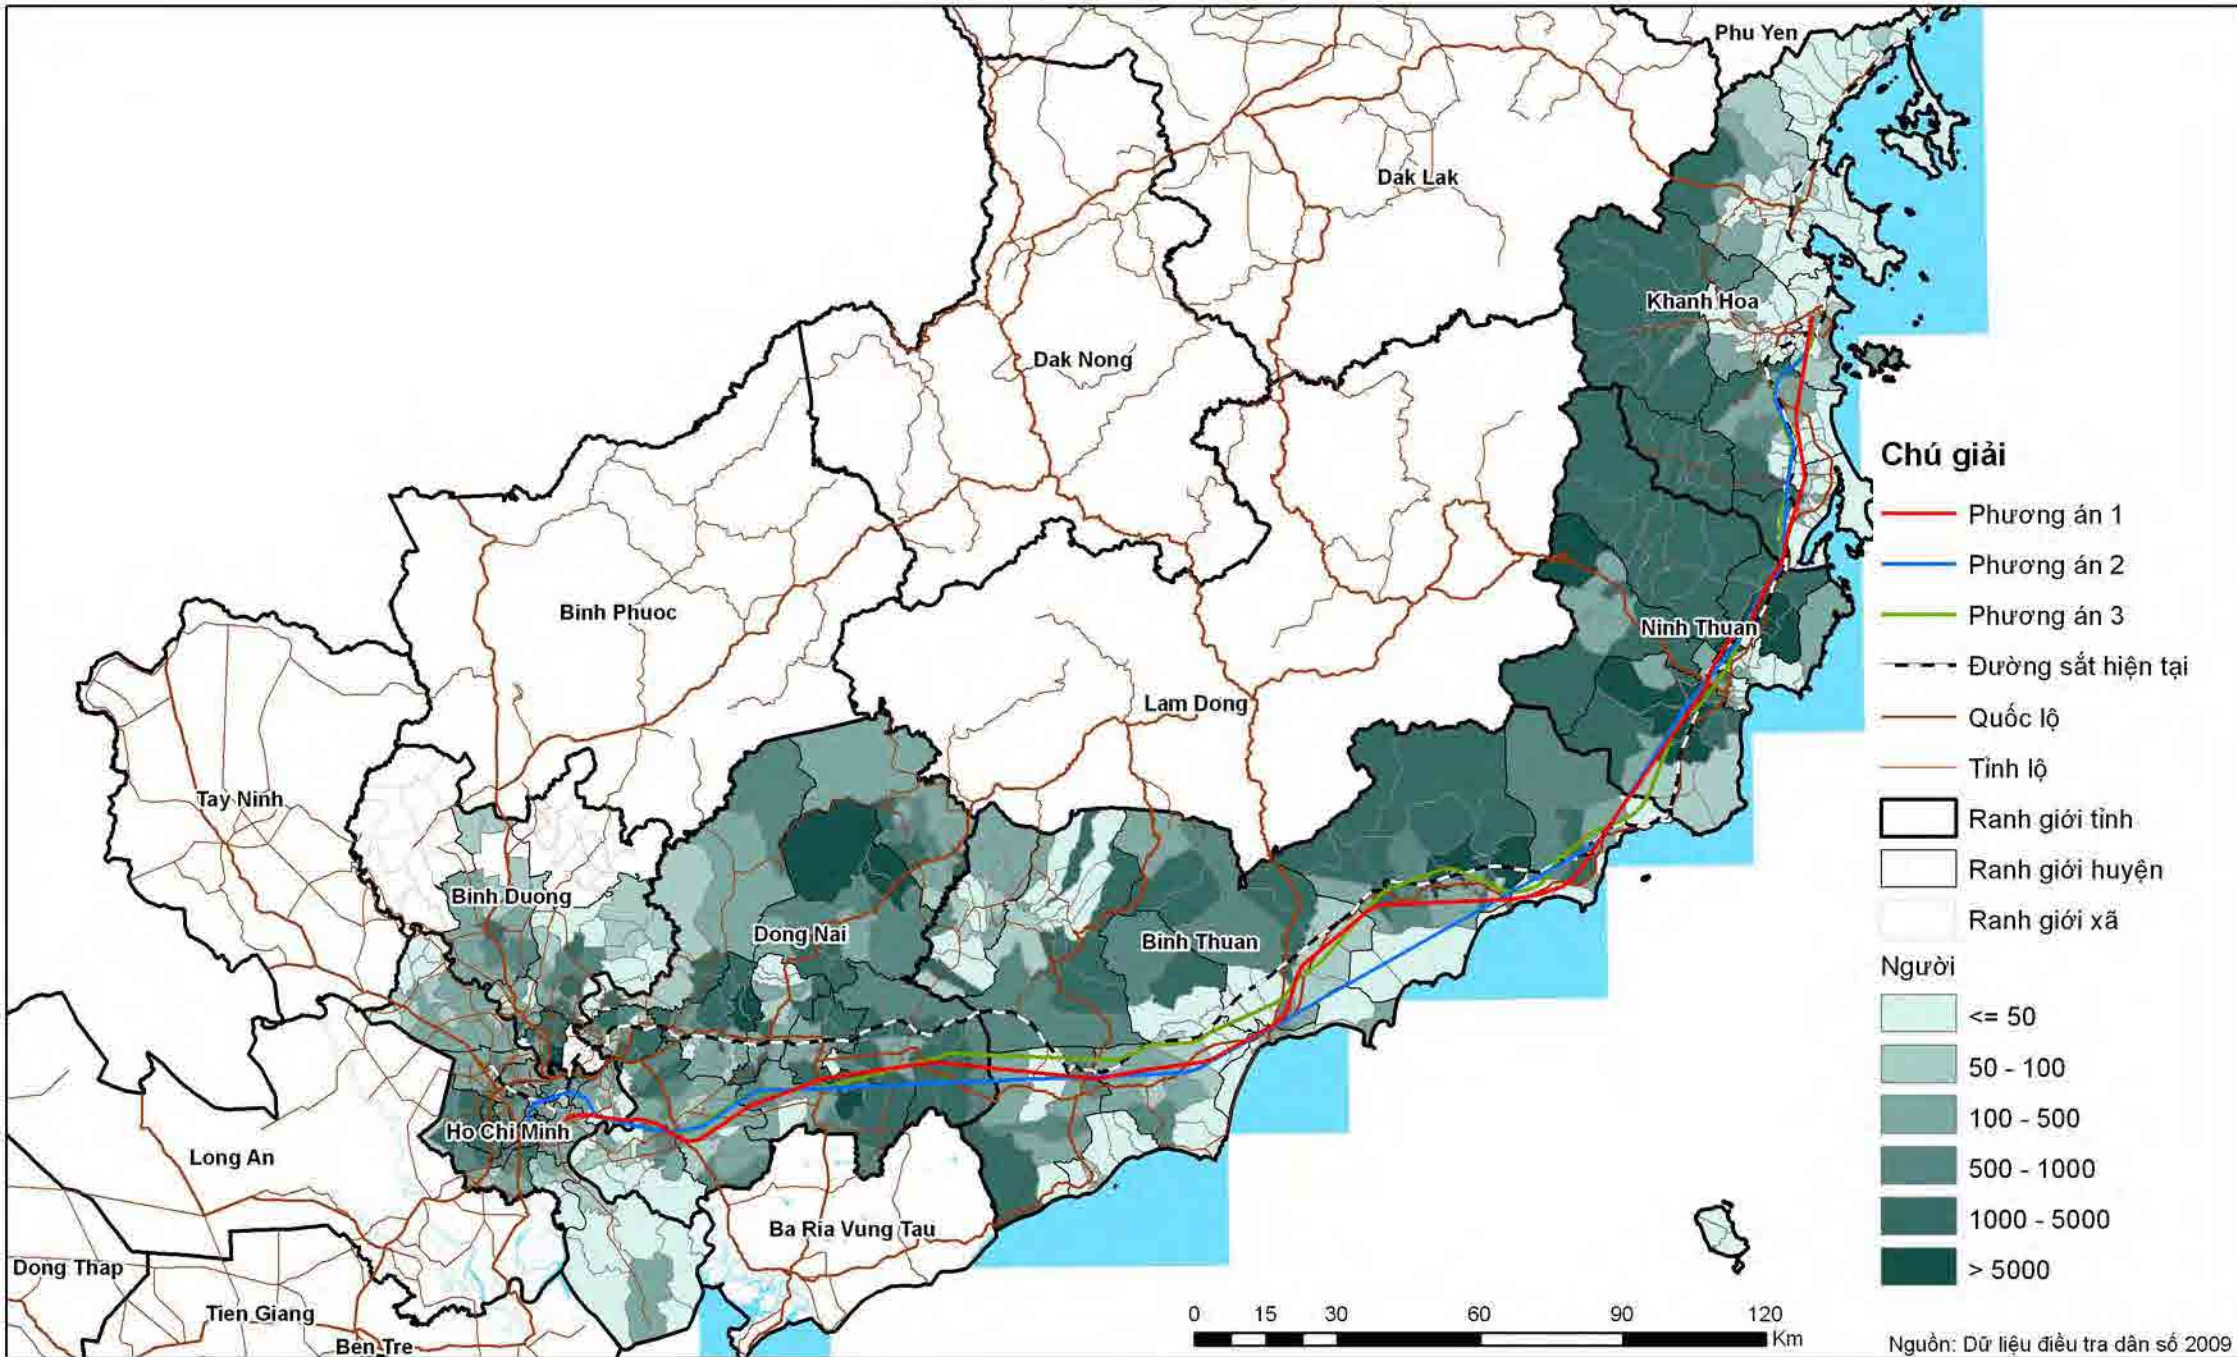 Phu Yen
Dak Lak
Khanh Hoa
Dak Nong
Chú giải
Phương án 1
Phương án 2
Phương án 3
Đường sắt hiện tại
Quốc lộ
Tỉnh lộ
Ranh giới tỉnh
Ranh giới huyện
Ranh giới xã
Binh Phuoc
Ninh Thuan
Lam Dong
Tay Ninh
Binh Duong
Dong Nai
Binh Thuan
Người
<= 50
50 - 100
100 - 500
500 - 1000
1000 - 5000
> 5000
Ho Chi Minh
Long An
Ba Ria Vung Tau
Dong Thap
Tien Giang
Ben Tre
0 15 30 60 90 120
Km
Nguồn: Dữ liệu điều tra dân số 2009